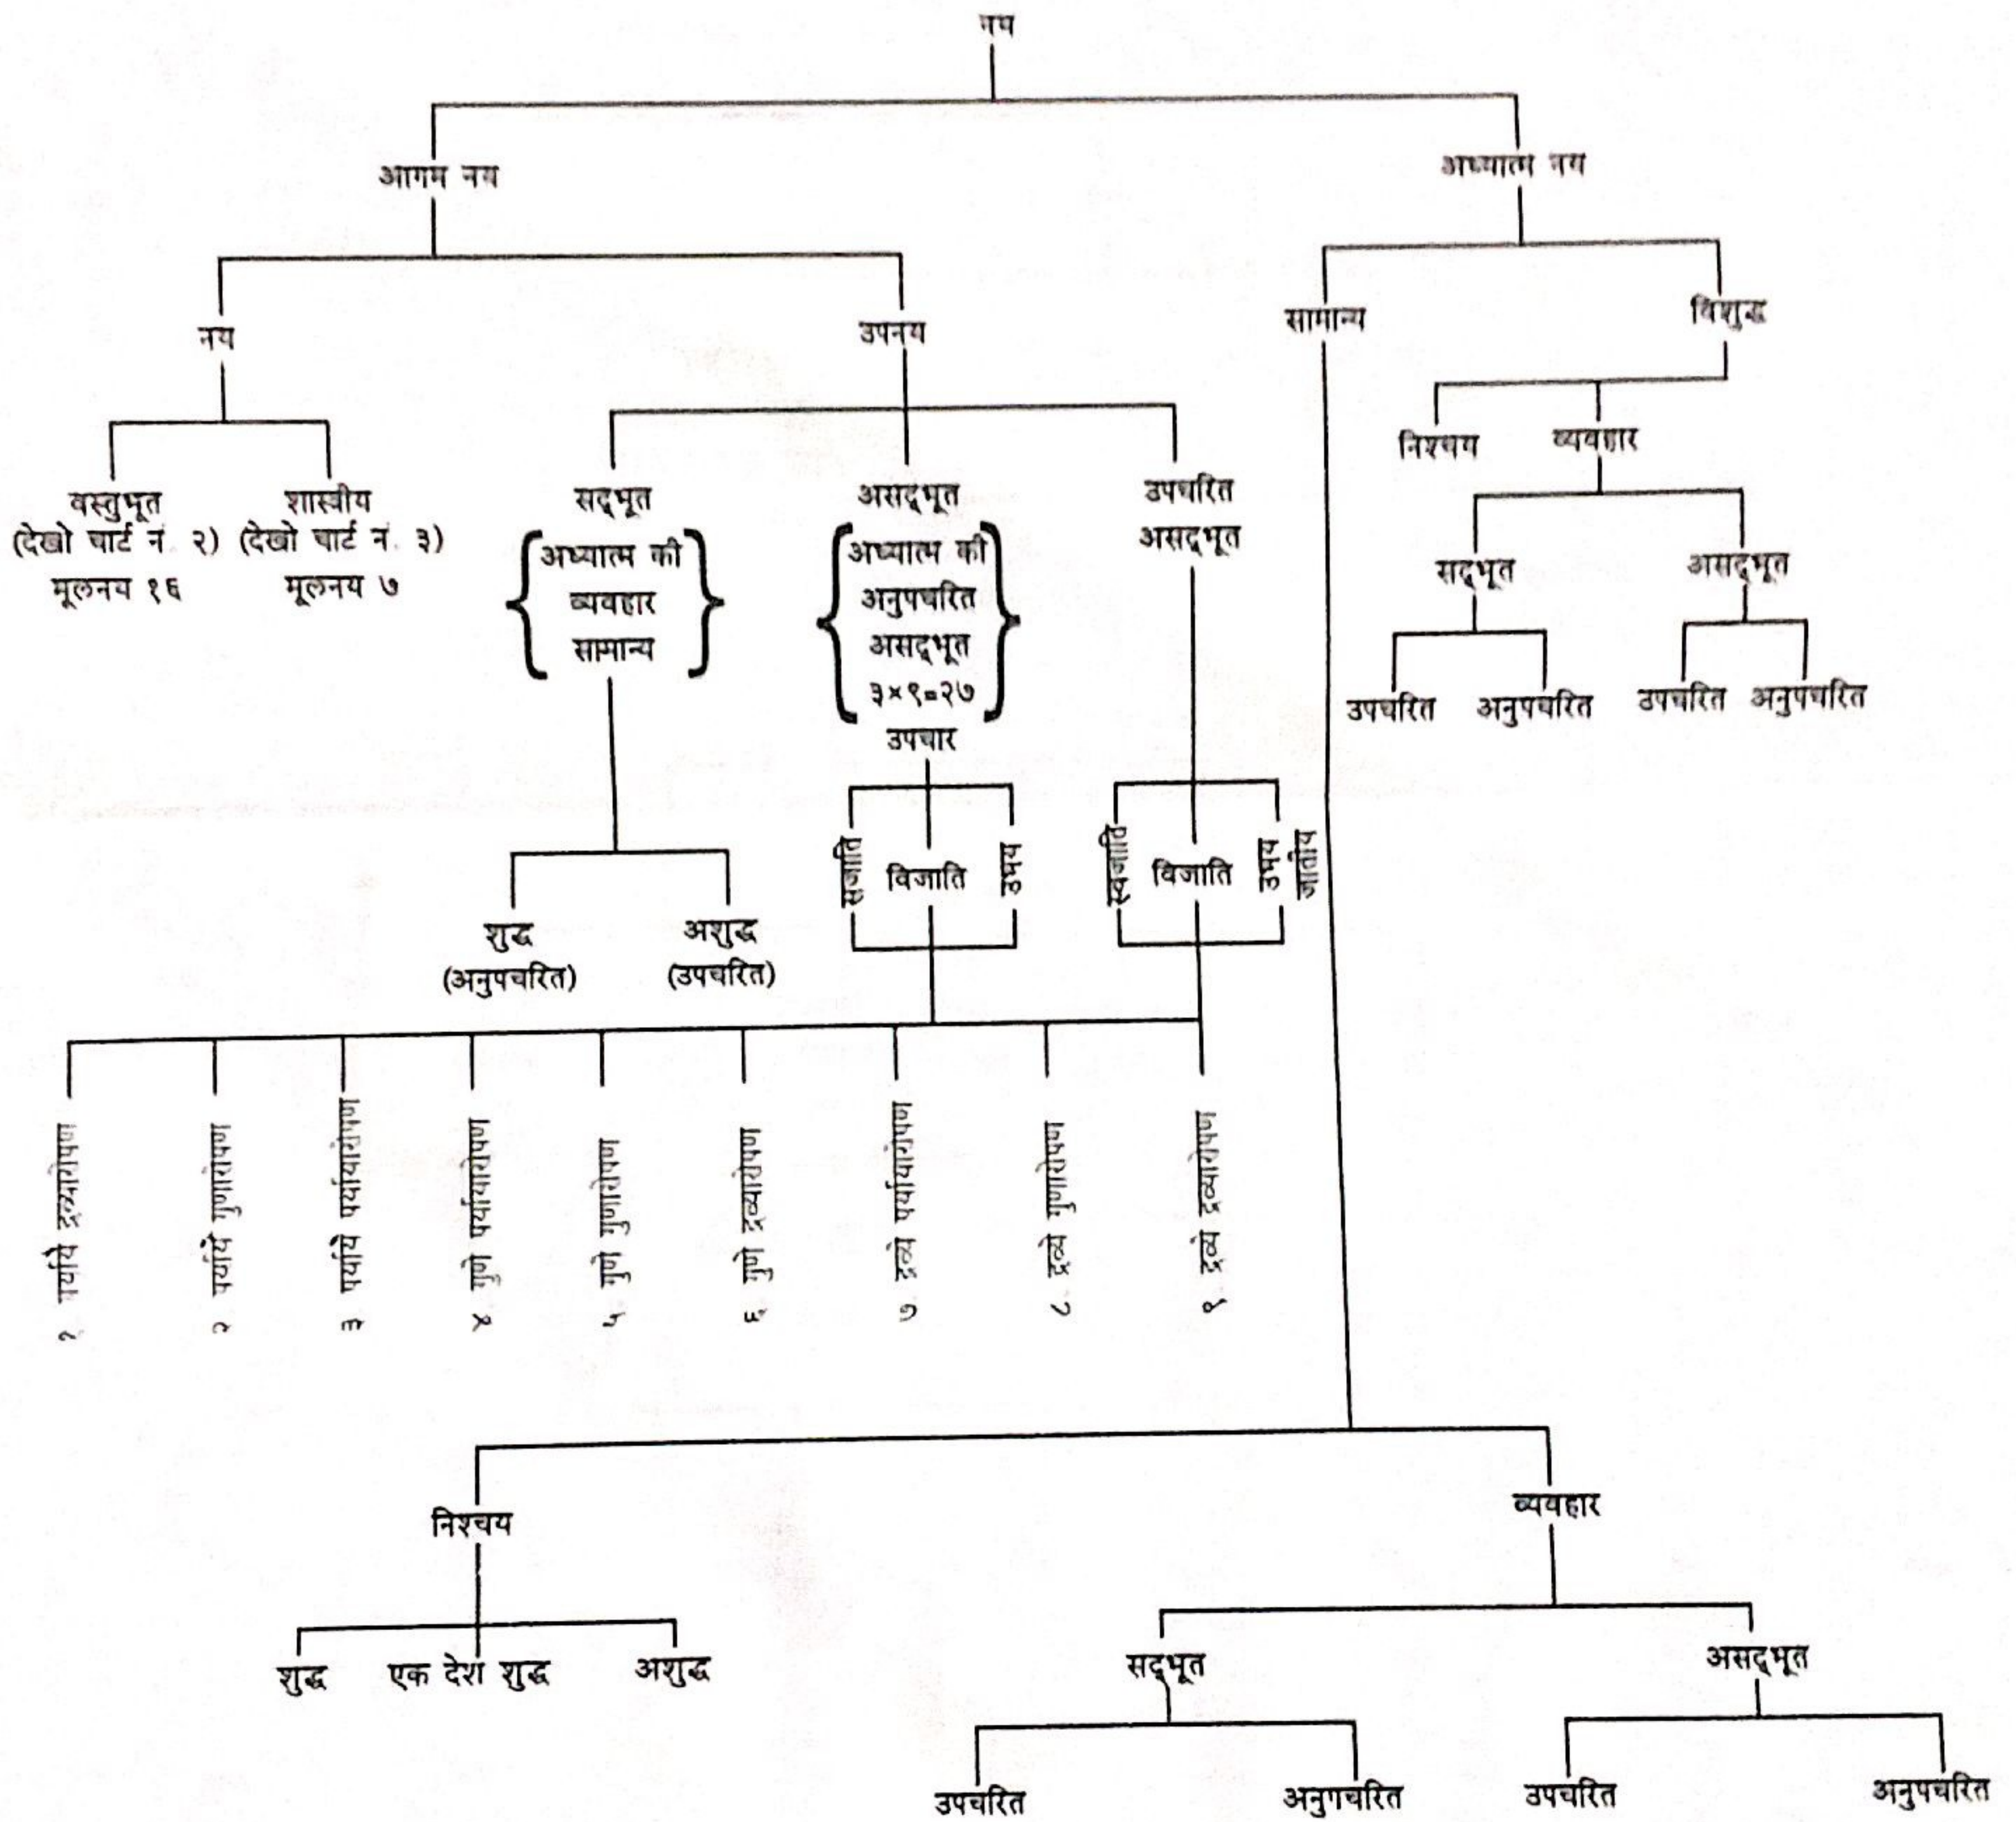 नय
आगम नय
अध्यात्म नय
नय
उपनय
सामान्य
विशुद्ध
निश्चय
व्यवहार
वस्तुभूत
(देखो चार्ट नं. २)
मूलनय १६
शास्त्रीय
(देखो चार्ट नं. ३)
मूलनय ७
सद्भूत
अध्यात्म की
व्यवहार
सामान्य
असद्भूत
अध्यात्म की
अनुपचरित
असद्भूत
३×९=२७
उपचार
उपचरित
असद्भूत
सद्भूत
असद्भूत
उपचरित
अनुपचरित
उपचरित
अनुपचरित
शुद्ध
(अनुपचरित)
अशुद्ध
(उपचरित)
सजाति
विजाति
उभय
स्वजाति
विजाति
उभय
जातीय
१. पर्याये द्रव्यारोपण
२. पर्याये गुणारोपण
३. पर्याये पर्यायारोपण
४. गुणे पर्यायारोपण
५. गुणे गुणारोपण
६. गुणे द्रव्यारोपण
७. द्रव्ये पर्यायारोपण
८. द्रव्ये गुणारोपण
९. द्रव्ये द्रव्यारोपण
निश्चय
व्यवहार
शुद्ध
एक देश शुद्ध
अशुद्ध
सद्भूत
असद्भूत
उपचरित
अनुगचरित
उपचरित
अनुपचरित